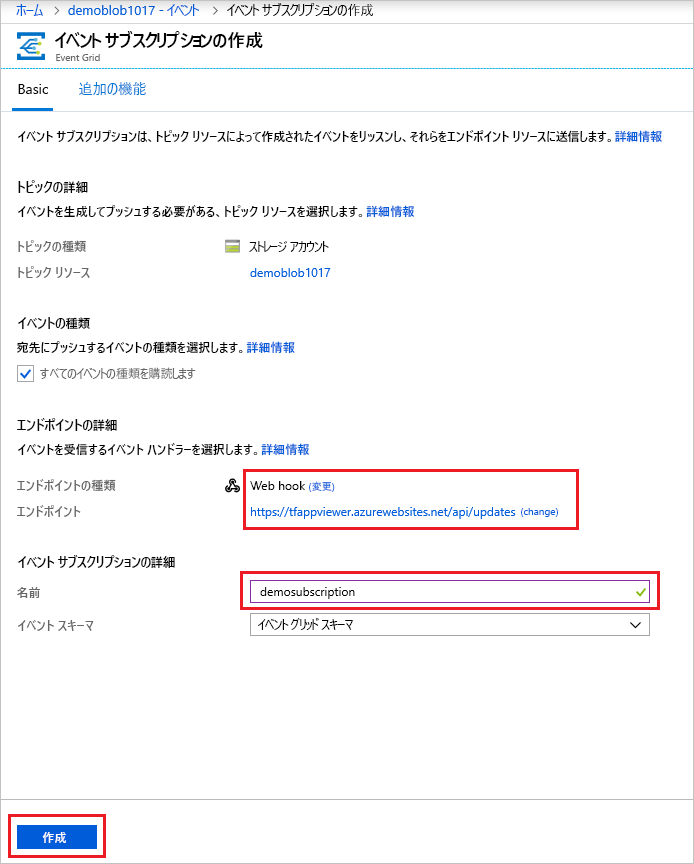 ホーム > demoblob1017 - イベント > イベント サブスクリプションの作成
イベント サブスクリプションの作成
Event Grid
Basic 追加の機能
イベント サブスクリプションは、トピック リソースによって作成されたイベントをリッスンし、それらをエンドポイント リソースに送信します。詳細情報
トピックの詳細
イベントを生成してプッシュする必要がある、トピック リソースを選択します。詳細情報
トピックの種類 ストレージ アカウント
トピック リソース demoblob1017
イベントの種類
宛先にプッシュするイベントの種類を選択します。詳細情報
すべてのイベントの種類を購読します
エンドポイントの詳細
イベントを受信するイベント ハンドラーを選択します。詳細情報
エンドポイントの種類 Web hook (変更)
エンドポイント https://tfappviewer.azurewebsites.net/api/updates (change)
イベント サブスクリプションの詳細
名前 demosubscription
イベント スキーマ イベント グリッド スキーマ
作成